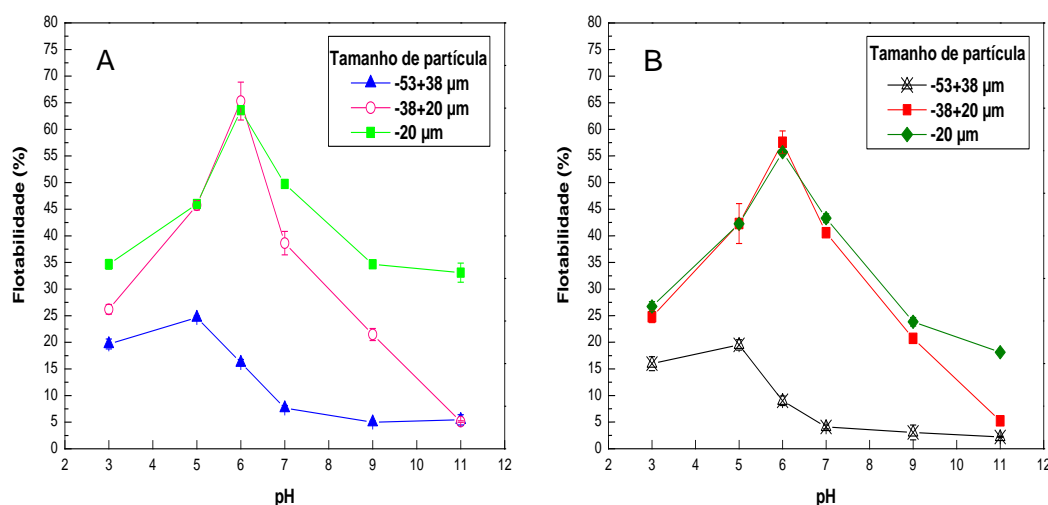 A
Tamanho de partícula
-53+38 µm
-38+20 µm
-20 µm
Flotabilidade (%)
80
75
70
65
60
55
50
45
40
35
30
25
20
15
10
5
0
2 3 4 5 6 7 8 9 10 11 12
pH
B
Tamanho de partícula
-53+38 µm
-38+20 µm
-20 µm
Flotabilidade (%)
80
75
70
65
60
55
50
45
40
35
30
25
20
15
10
5
0
2 3 4 5 6 7 8 9 10 11 12
pH